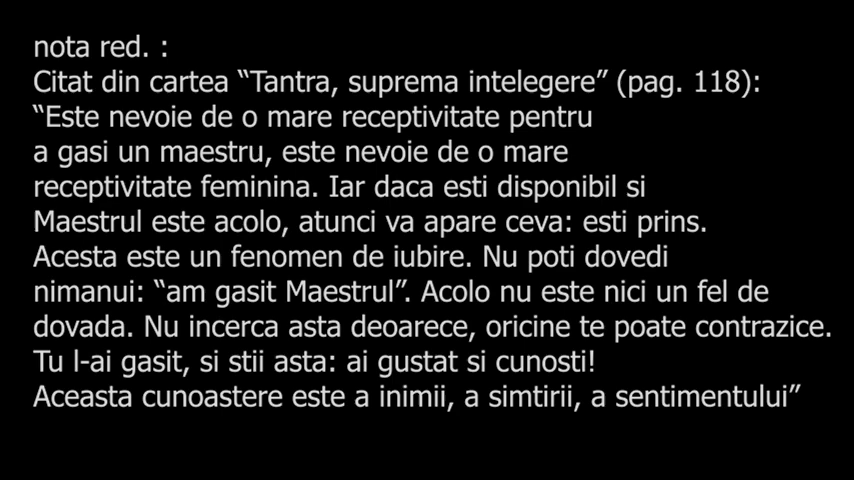 nota red. :
Citat din cartea “Tantra, suprema intelegere” (pag. 118):
“Este nevoie de o mare receptivitate pentru
a gasi un maestru, este nevoie de o mare
receptivitate feminina. Iar daca esti disponibil si
Maestrul este acolo, atunci va apare ceva: esti prins.
Acesta este un fenomen de iubire. Nu poti dovedi
nimanui: “am gasit Maestrul”. Acolo nu este nici un fel de
dovada. Nu incerca asta deoarece, oricine te poate contrazice.
Tu l-ai gasit, si stii asta: ai gustat si cunosti!
Aceasta cunoastere este a inimii, a simtirii, a sentimentului”